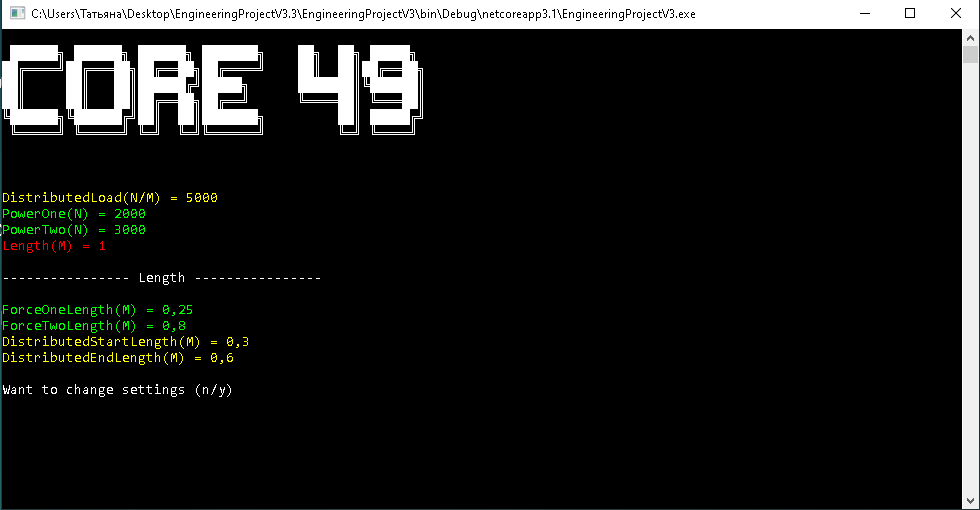 C:\Users\Татьяна\Desktop\EngineeringProjectV3.3\EngineeringProjectV3\bin\Debug\netcoreapp3.1\EngineeringProjectV3.exe
CORE 49
DistributedLoad(N/M) = 5000
PowerOne(N) = 2000
PowerTwo(N) = 3000
Length(M) = 1
---------------- Length ----------------
ForceOneLength(M) = 0,25
ForceTwoLength(M) = 0,8
DistributedStartLength(M) = 0,3
DistributedEndLength(M) = 0,6
Want to change settings (n/y)